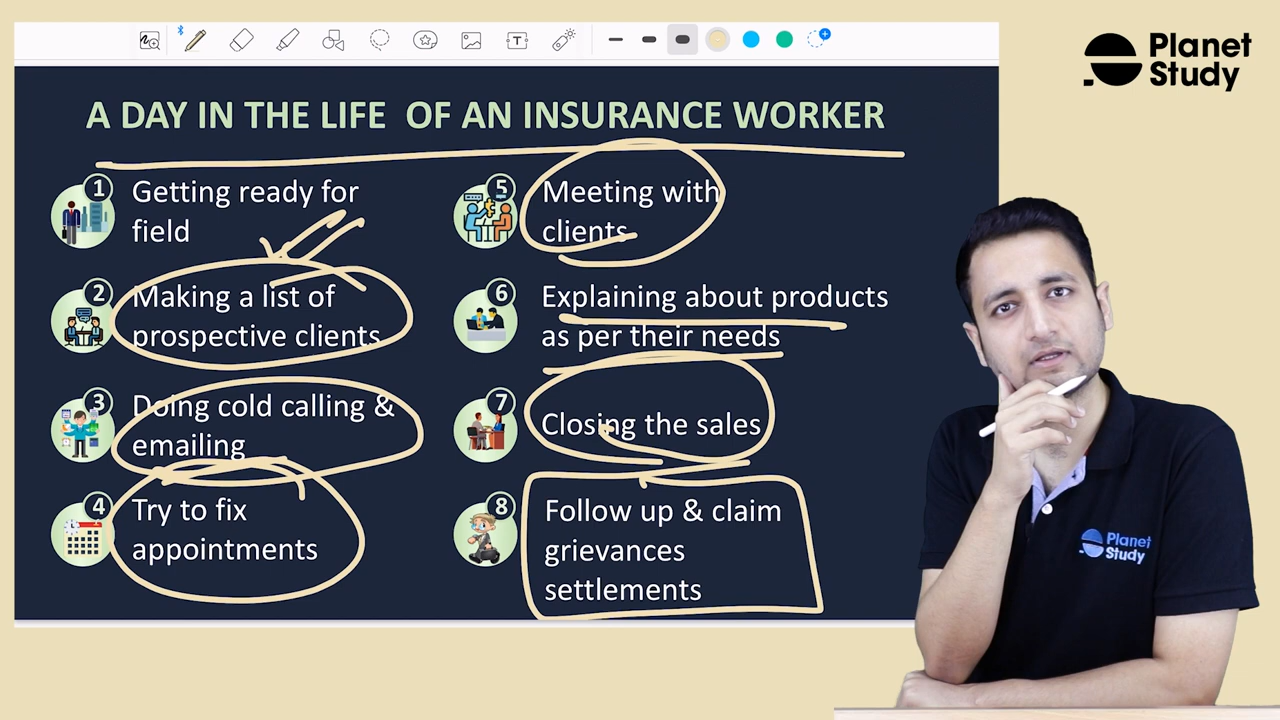 Planet
Study
A DAY IN THE LIFE OF AN INSURANCE WORKER
1
Getting ready for
field
2
Making a list of
prospective clients
3
Doing cold calling &
emailing
4
Try to fix
appointments
5
Meeting with
clients
6
Explaining about products
as per their needs
7
Closing the sales
8
Follow up & claim
grievances
settlements
Planet
Study
T